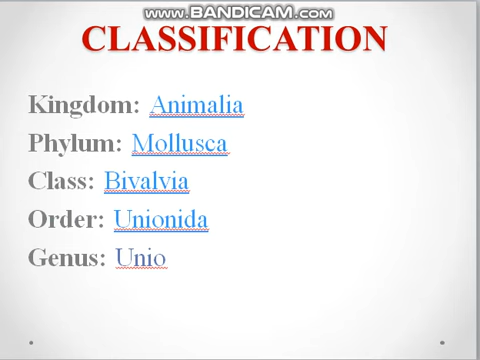 www.BANDICAM.com
CLASSIFICATION
Kingdom: Animalia
Phylum: Mollusca
Class: Bivalvia
Order: Unionida
Genus: Unio